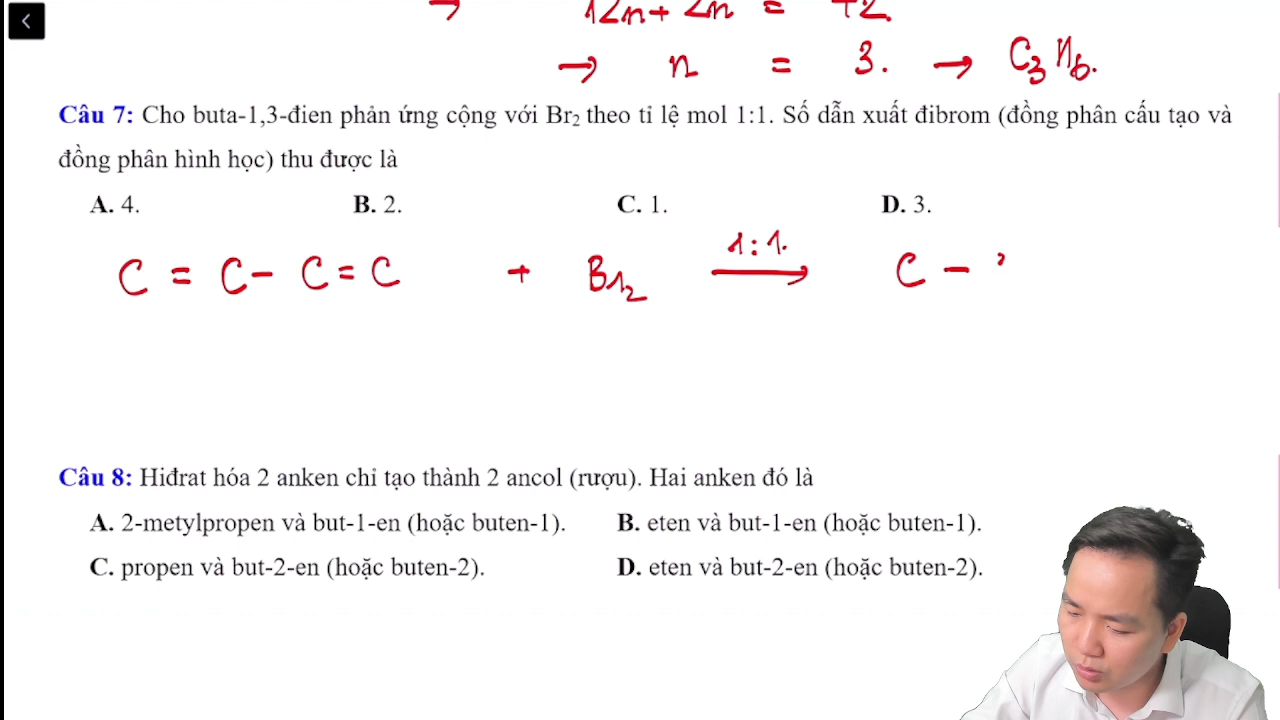 → 12n + 2n = 42
→ n = 3. → C₃H₆.
Câu 7: Cho buta-1,3-đien phản ứng cộng với Br₂ theo tỉ lệ mol 1:1. Số dẫn xuất đibrom (đồng phân cấu tạo và
đồng phân hình học) thu được là
A. 4. B. 2. C. 1. D. 3.
C = C - C = C + Br₂ 1:1. → C -
Câu 8: Hiđrat hóa 2 anken chỉ tạo thành 2 ancol (rượu). Hai anken đó là
A. 2-metylpropen và but-1-en (hoặc buten-1). B. eten và but-1-en (hoặc buten-1).
C. propen và but-2-en (hoặc buten-2). D. eten và but-2-en (hoặc buten-2).